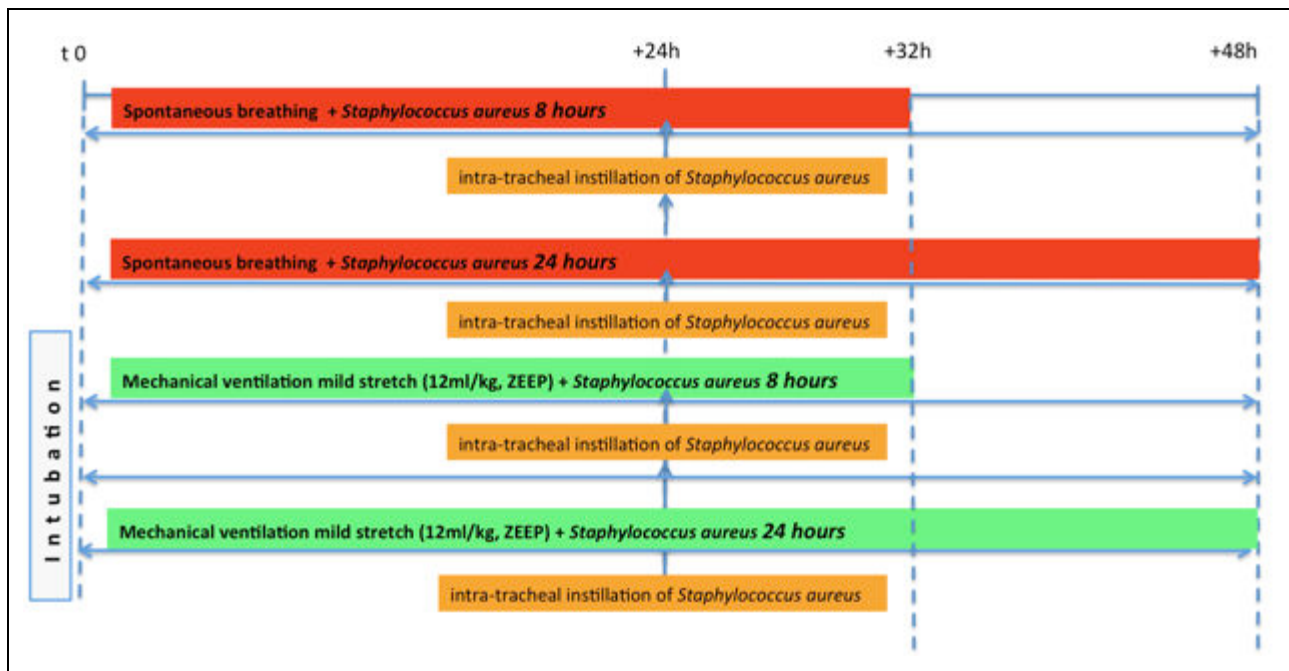 t 0 +24h +32h +48h
Spontaneous breathing + Staphylococcus aureus 8 hours
intra-tracheal instillation of Staphylococcus aureus
Spontaneous breathing + Staphylococcus aureus 24 hours
intra-tracheal instillation of Staphylococcus aureus
Mechanical ventilation mild stretch (12ml/kg, ZEEP) + Staphylococcus aureus 8 hours
intra-tracheal instillation of Staphylococcus aureus
Mechanical ventilation mild stretch (12ml/kg, ZEEP) + Staphylococcus aureus 24 hours
intra-tracheal instillation of Staphylococcus aureus
Intubation